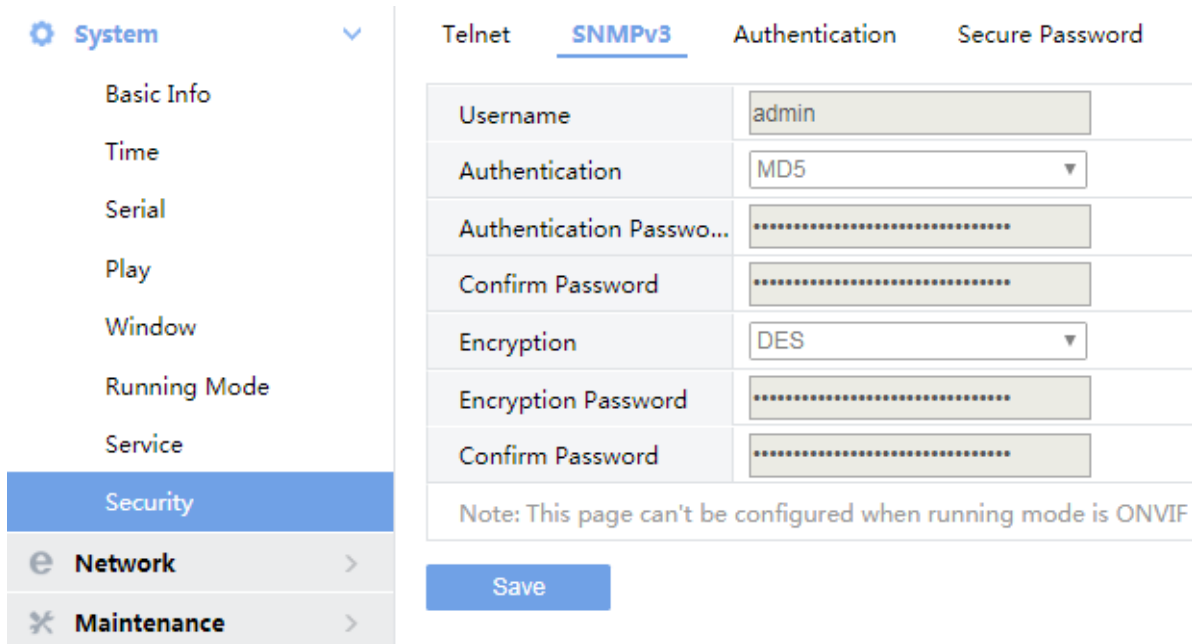 System
Basic Info
Time
Serial
Play
Window
Running Mode
Service
Security
Network
Maintenance
Telnet SNMPv3 Authentication Secure Password
Username admin
Authentication MD5
Authentication Passwo... ••••••••••••••••••••••••••••••••
Confirm Password ••••••••••••••••••••••••••••••••
Encryption DES
Encryption Password ••••••••••••••••••••••••••••••••
Confirm Password ••••••••••••••••••••••••••••••••
Note: This page can't be configured when running mode is ONVIF
Save